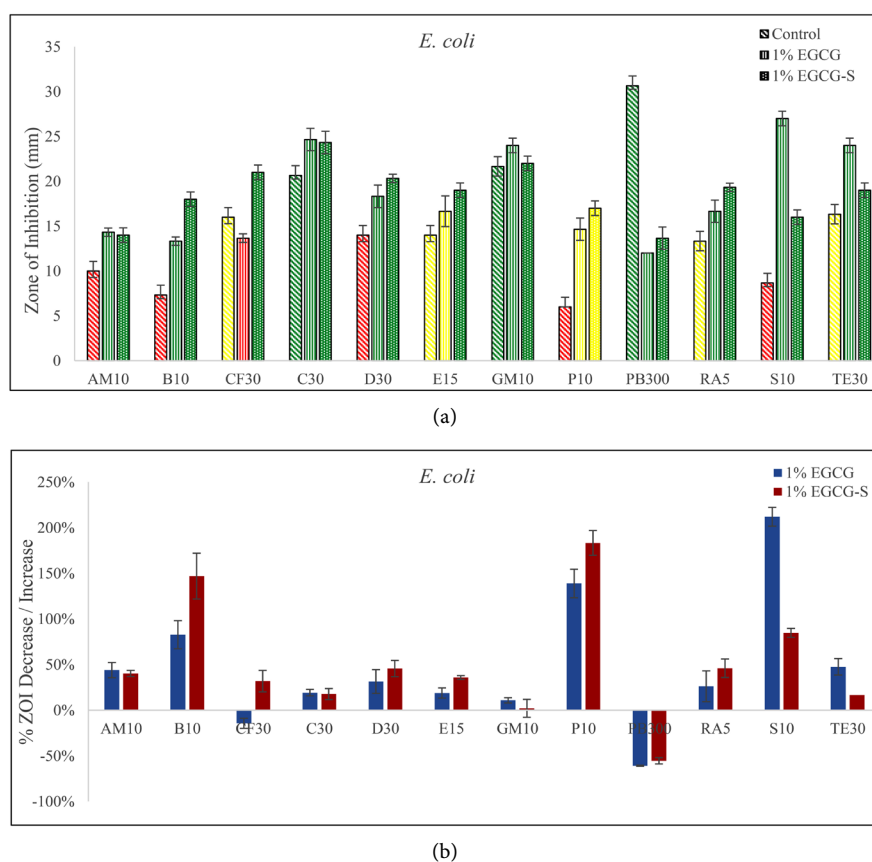 E. coli
Control
1% EGCG
1% EGCG-S
Zone of Inhibition (mm)
35
30
25
20
15
10
5
0
AM10 B10 CF30 C30 D30 E15 GM10 P10 PB300 RA5 S10 TE30
(a)
E. coli
1% EGCG
1% EGCG-S
% ZOI Decrease / Increase
250%
200%
150%
100%
50%
0%
-50%
-100%
AM10 B10 CF30 C30 D30 E15 GM10 P10 PB300 RA5 S10 TE30
(b)